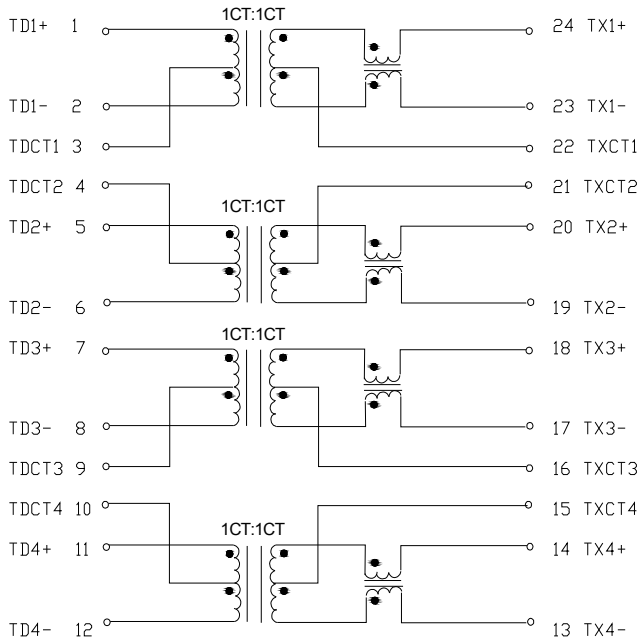 1CT:1CT
TD1+ 1 24 TX1+
TD1- 2 23 TX1-
TDCT1 3 22 TXCT1
TDCT2 4 21 TXCT2
1CT:1CT
TD2+ 5 20 TX2+
TD2- 6 19 TX2-
1CT:1CT
TD3+ 7 18 TX3+
TD3- 8 17 TX3-
TDCT3 9 16 TXCT3
TDCT4 10 15 TXCT4
1CT:1CT
TD4+ 11 14 TX4+
TD4- 12 13 TX4-